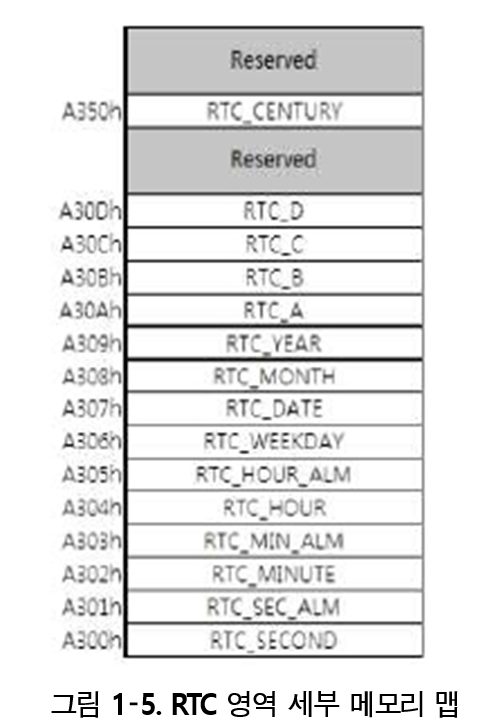 Reserved
A350h RTC_CENTURY
Reserved
A30Dh RTC_D
A30Ch RTC_C
A30Bh RTC_B
A30Ah RTC_A
A309h RTC_YEAR
A308h RTC_MONTH
A307h RTC_DATE
A306h RTC_WEEKDAY
A305h RTC_HOUR_ALM
A304h RTC_HOUR
A303h RTC_MIN_ALM
A302h RTC_MINUTE
A301h RTC_SEC_ALM
A300h RTC_SECOND
그림 1-5. RTC 영역 세부 메모리 맵